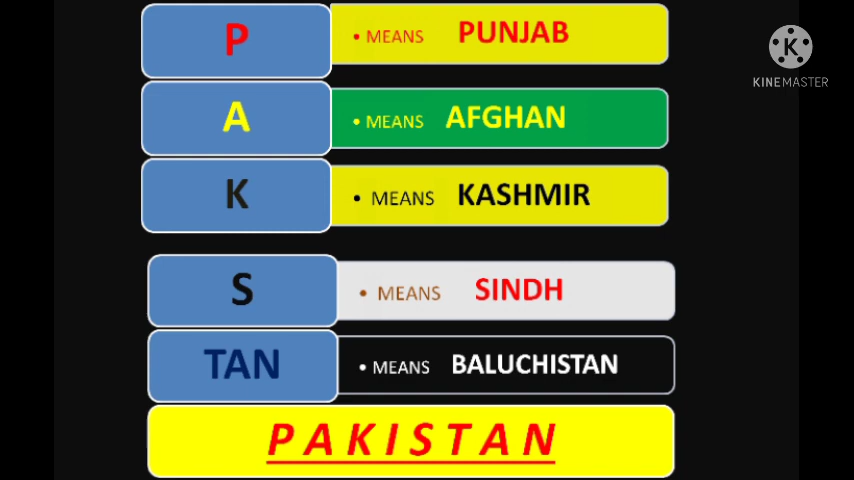 P • MEANS PUNJAB
K
KINEMASTER
A • MEANS AFGHAN
K • MEANS KASHMIR
S • MEANS SINDH
TAN • MEANS BALUCHISTAN
PAKISTAN